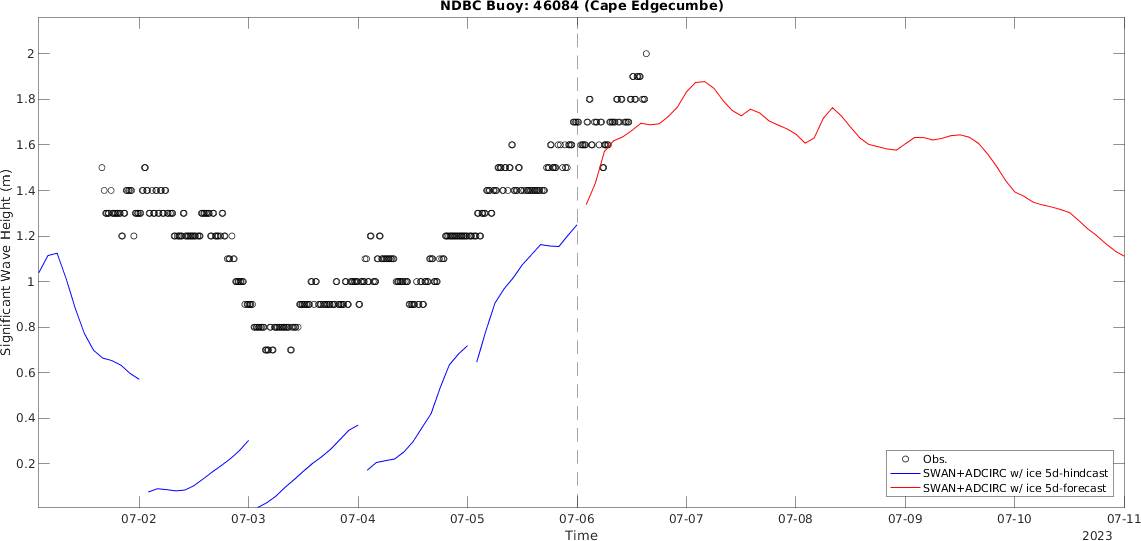 NDBC Buoy: 46084 (Cape Edgecumbe)
Significant Wave Height (m)
2
1.8
1.6
1.4
1.2
1
0.8
0.6
0.4
0.2
Obs.
SWAN+ADCIRC w/ ice 5d-hindcast
SWAN+ADCIRC w/ ice 5d-forecast
07-02 07-03 07-04 07-05 07-06 07-07 07-08 07-09 07-10 07-11
Time
2023